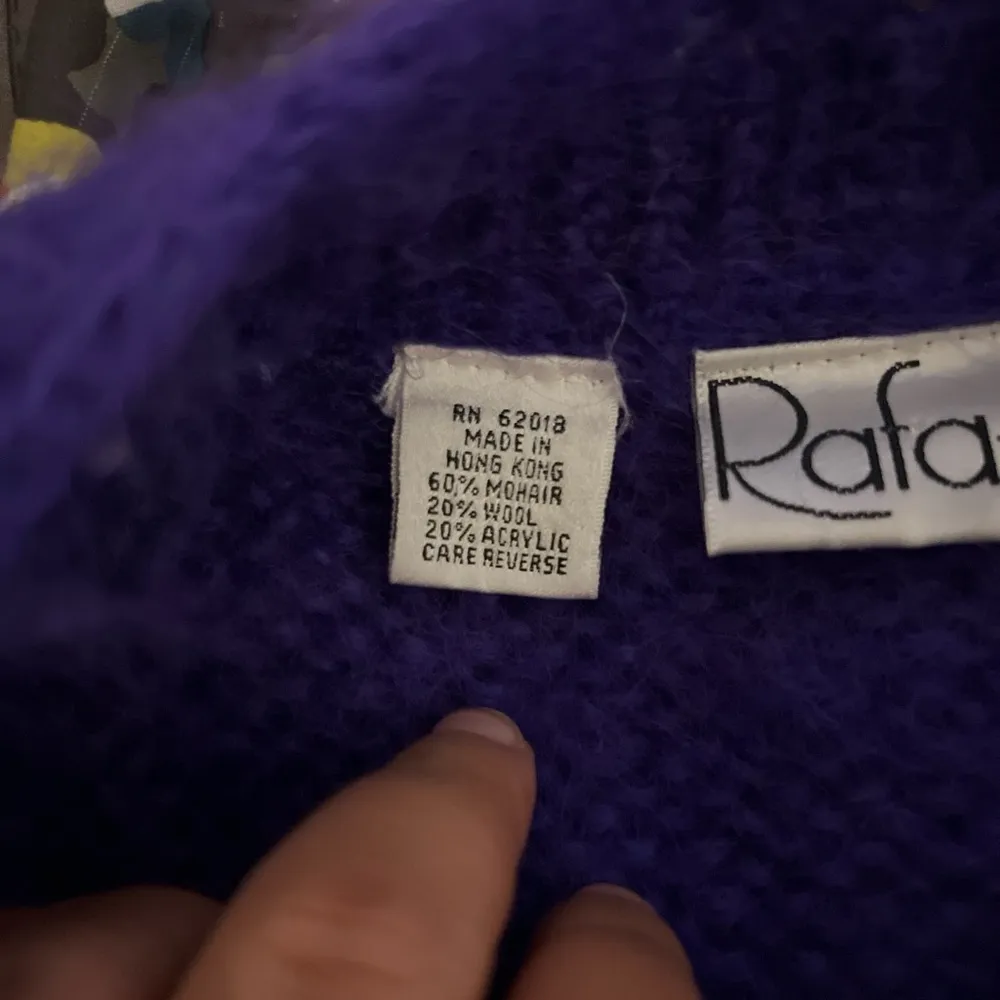 RN 62018
MADE IN
HONG KONG
60% MOHAIR
20% WOOL
20% ACRYLIC
CARE REVERSE
Rafa